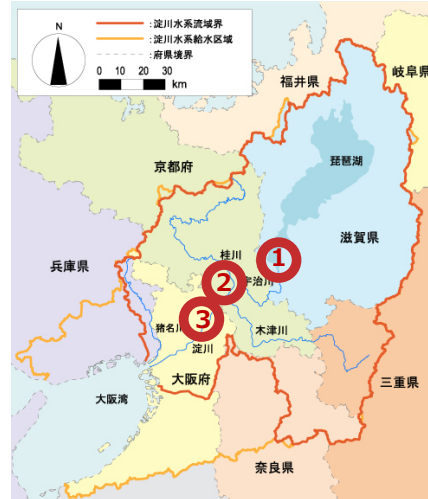 N
:淀川水系流域界
:淀川水系給水区域
:府県境界
0 10 20 30
km
福井県
岐阜県
琵琶湖
京都府
滋賀県
桂川
1
兵庫県
2
宇治川
3
猪名川
木津川
淀川
大阪府
三重県
大阪湾
奈良県